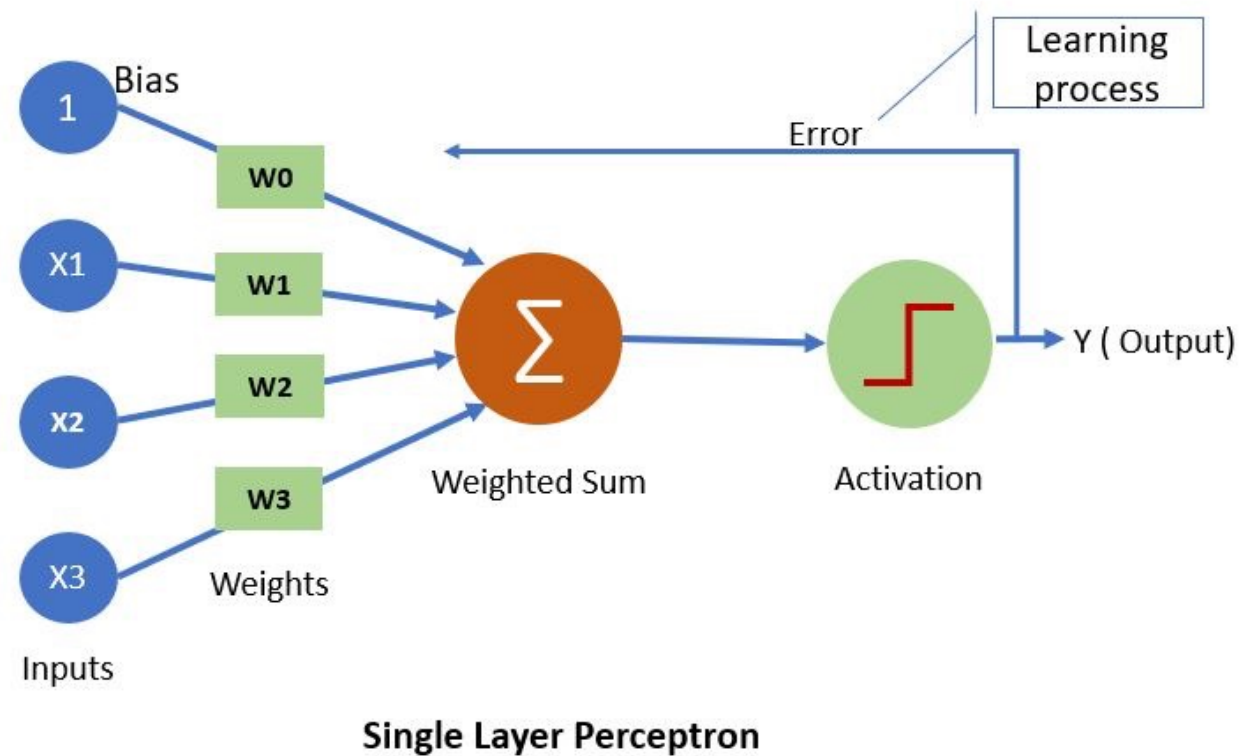 Learning
process
Bias
1
Error
W0
X1
W1
∑
Y ( Output)
W2
X2
Weighted Sum
Activation
W3
X3
Weights
Inputs
Single Layer Perceptron